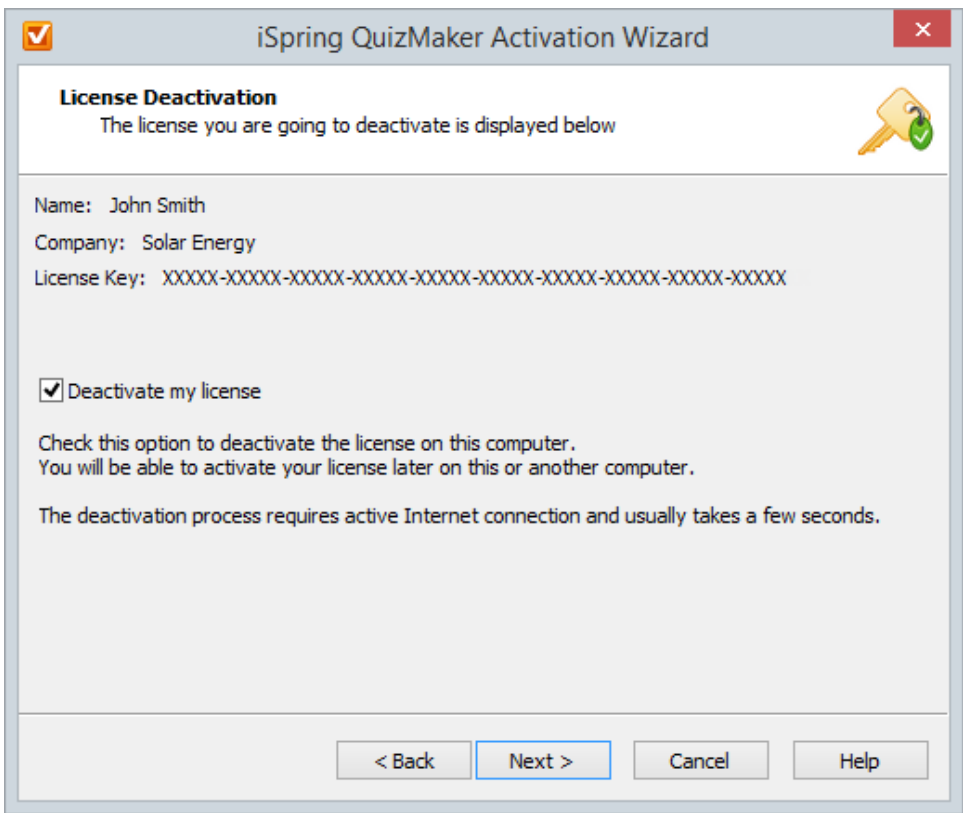 iSpring QuizMaker Activation Wizard
License Deactivation
The license you are going to deactivate is displayed below
Name: John Smith
Company: Solar Energy
License Key: XXXXX-XXXXX-XXXXX-XXXXX-XXXXX-XXXXX-XXXXX-XXXXX-XXXXX-XXXXX
Deactivate my license
Check this option to deactivate the license on this computer.
You will be able to activate your license later on this or another computer.
The deactivation process requires active Internet connection and usually takes a few seconds.
< Back Next > Cancel Help